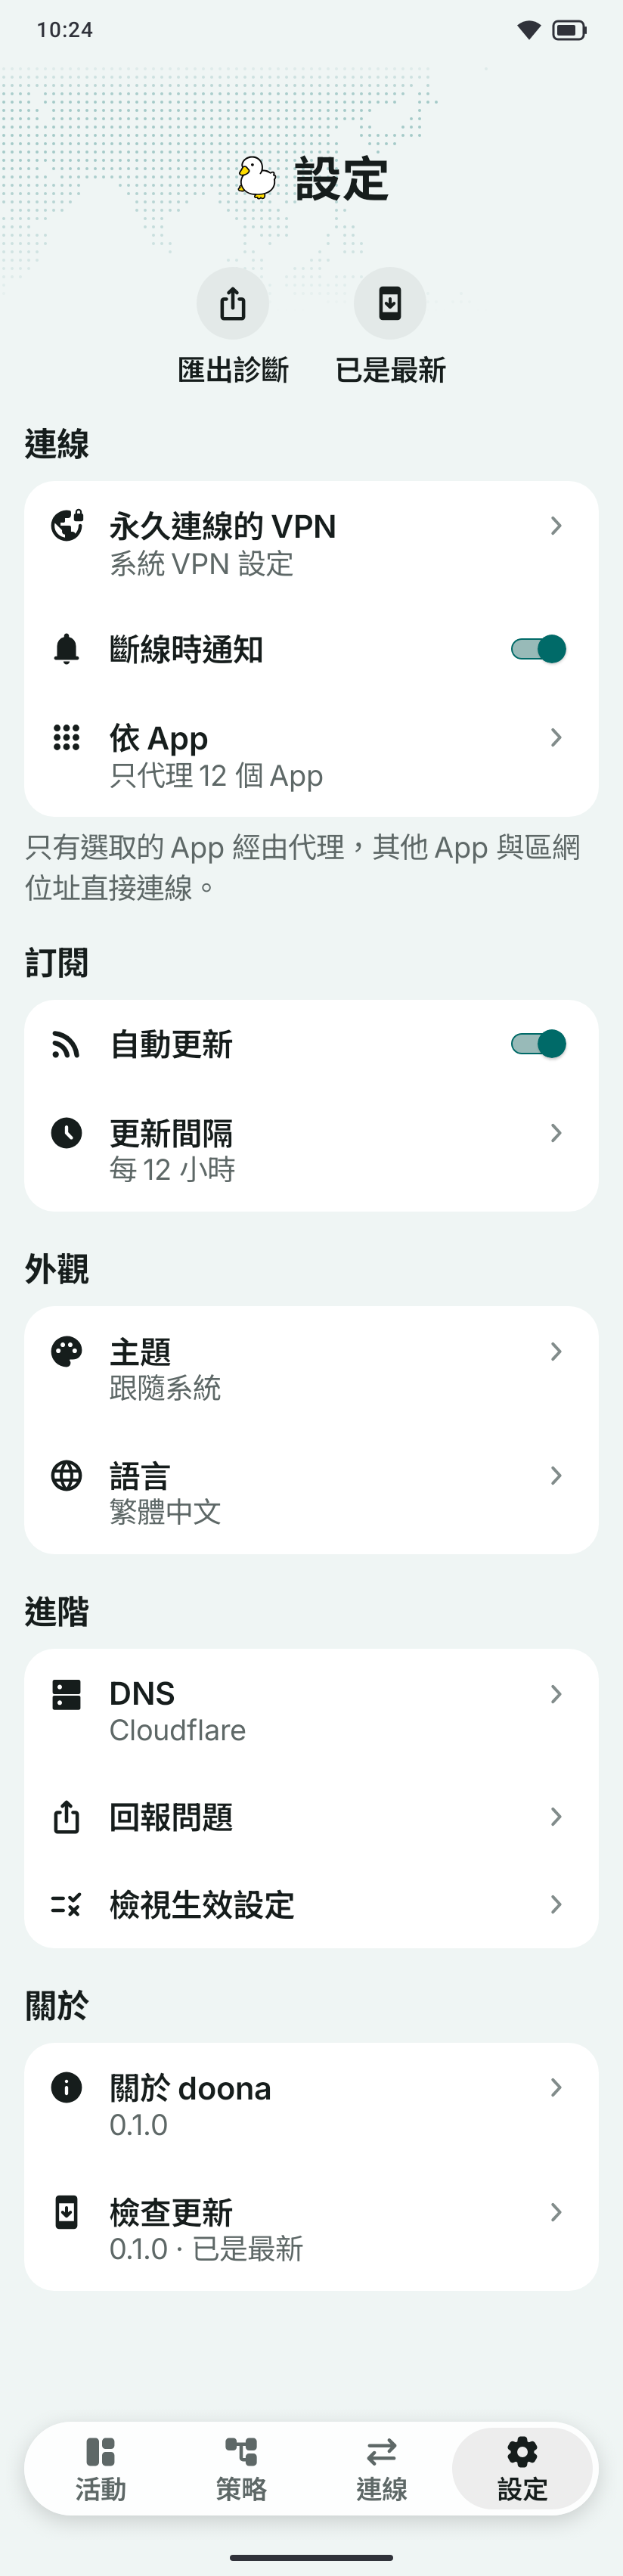 10:24
設定
匯出診斷
已是最新
連線
永久連線的 VPN
系統 VPN 設定
斷線時通知
依 App
只代理 12 個 App
只有選取的 App 經由代理，其他 App 與區網
位址直接連線。
訂閱
自動更新
更新間隔
每 12 小時
外觀
主題
跟隨系統
語言
繁體中文
進階
DNS
Cloudflare
回報問題
檢視生效設定
關於
關於 doona
0.1.0
檢查更新
0.1.0 · 已是最新
活動
策略
連線
設定